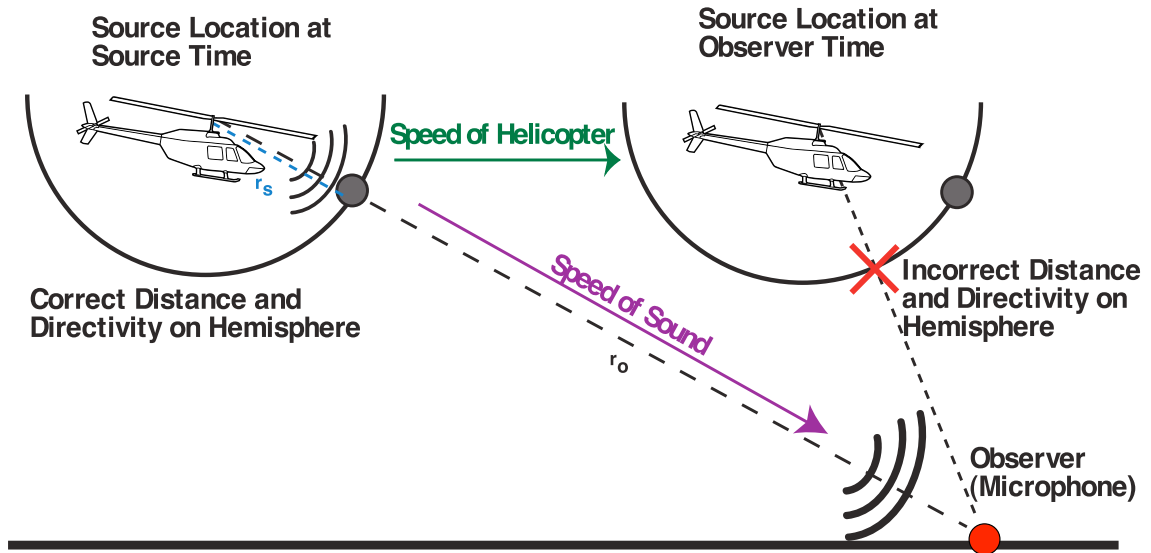 Source Location at
Source Time
Source Location at
Observer Time
Speed of Helicopter
rs
Correct Distance and
Directivity on Hemisphere
Incorrect Distance
and Directivity on
Hemisphere
Speed of Sound
ro
Observer
(Microphone)